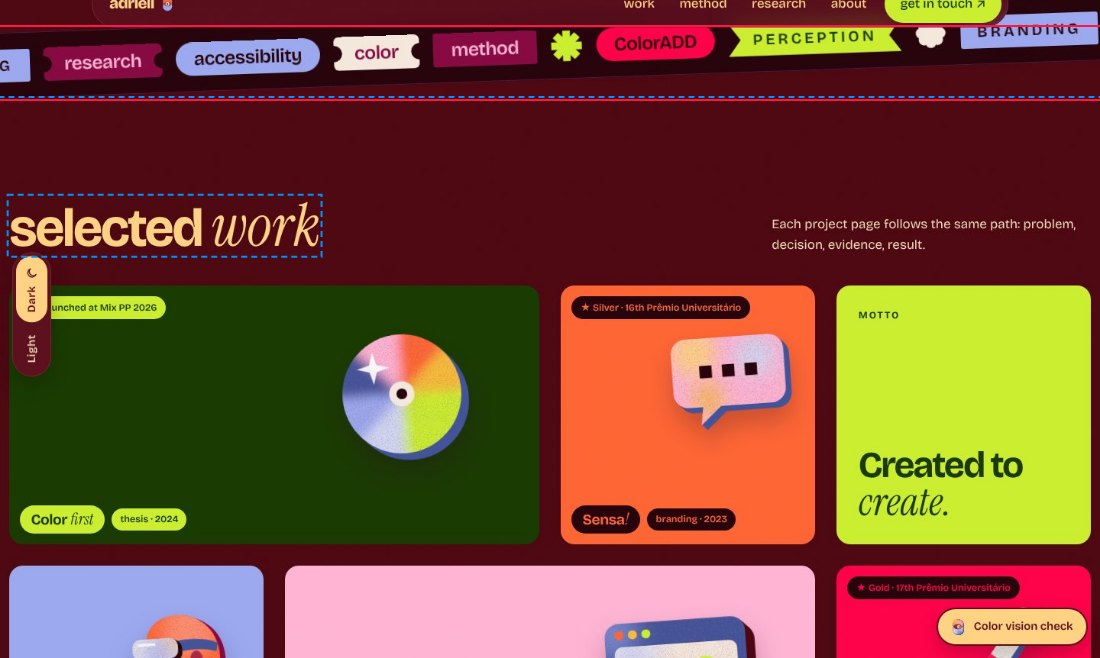 adriell
work method research about get in touch ↗
G research accessibility color method ColorADD PERCEPTION BRANDING
selected work
Each project page follows the same path: problem,
decision, evidence, result.
Dark
Light
unched at Mix PP 2026
★ Silver · 16th Prêmio Universitário
MOTTO
Created to
create.
Color first
thesis · 2024
Sensa!
branding · 2023
★ Gold · 17th Prêmio Universitário
Color vision check